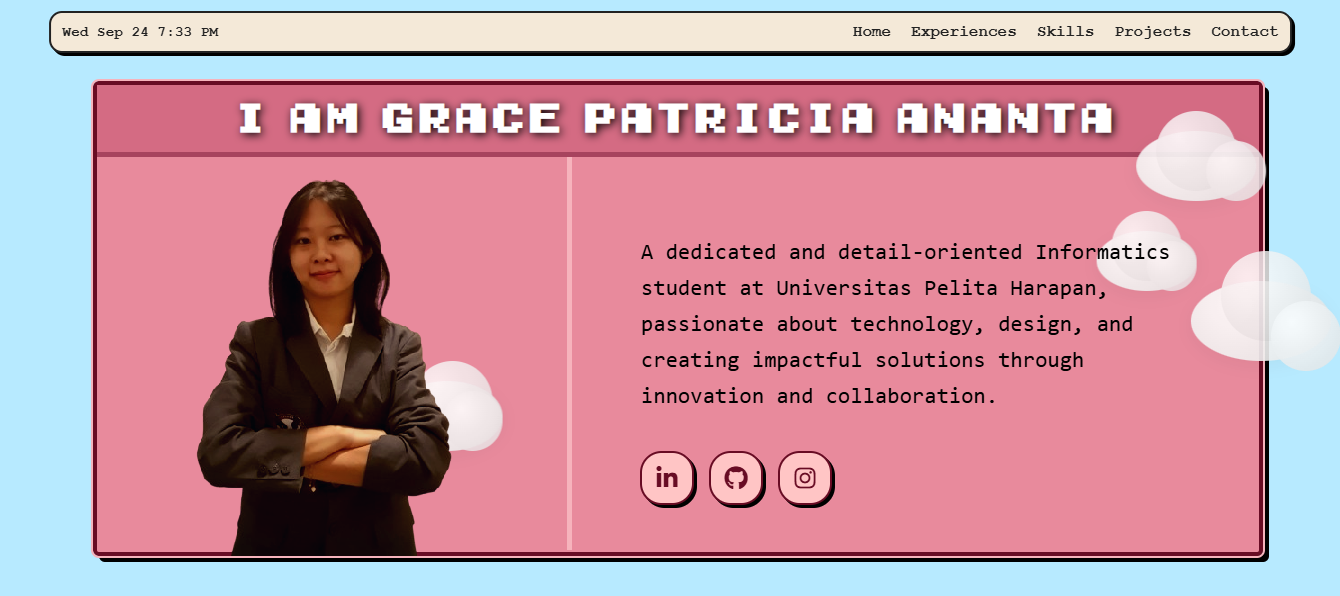 Wed Sep 24 7:33 PM
Home Experiences Skills Projects Contact
I AM GRACE PATRICIA ANANTA
A dedicated and detail-oriented Informatics
student at Universitas Pelita Harapan,
passionate about technology, design, and
creating impactful solutions through
innovation and collaboration.
in